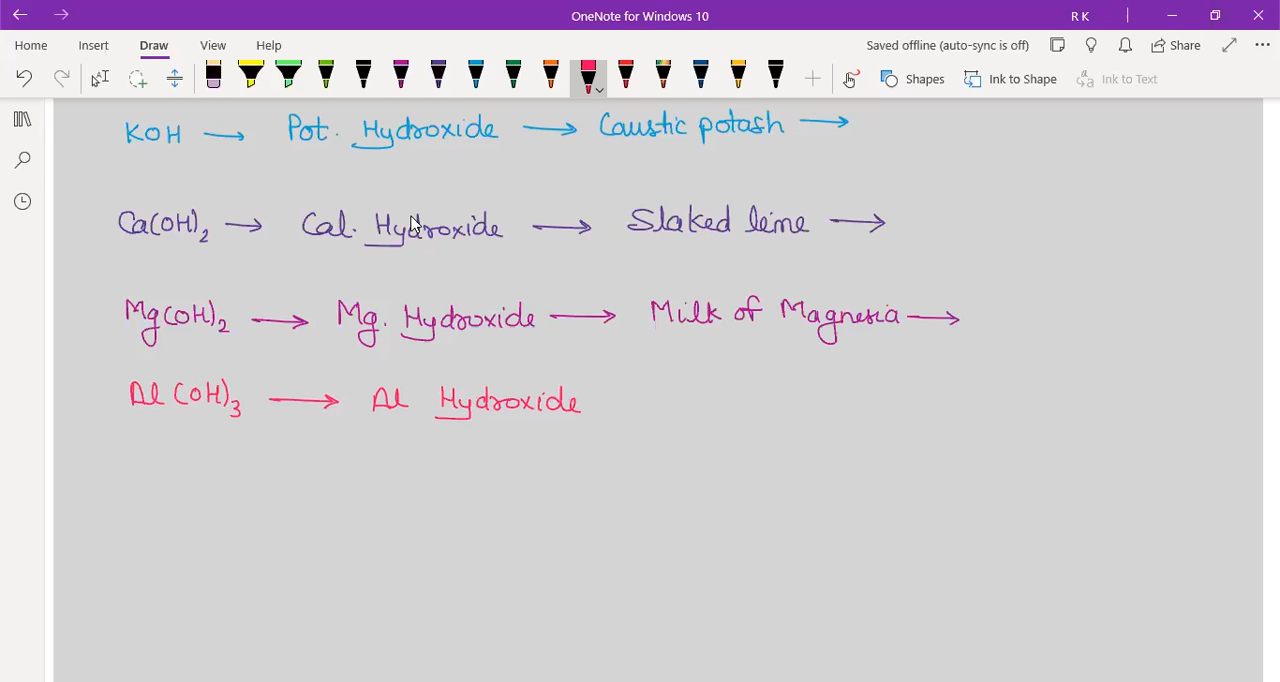 OneNote for Windows 10
R K
Home Insert Draw View Help
Saved offline (auto-sync is off) Share
Shapes Ink to Shape Ink to Text
KOH → Pot. Hydroxide → Caustic potash →
Ca(OH)₂ → Cal. Hydroxide → Slaked lime →
Mg(OH)₂ → Mg. Hydroxide → Milk of Magnesia →
Al(OH)₃ → Al Hydroxide